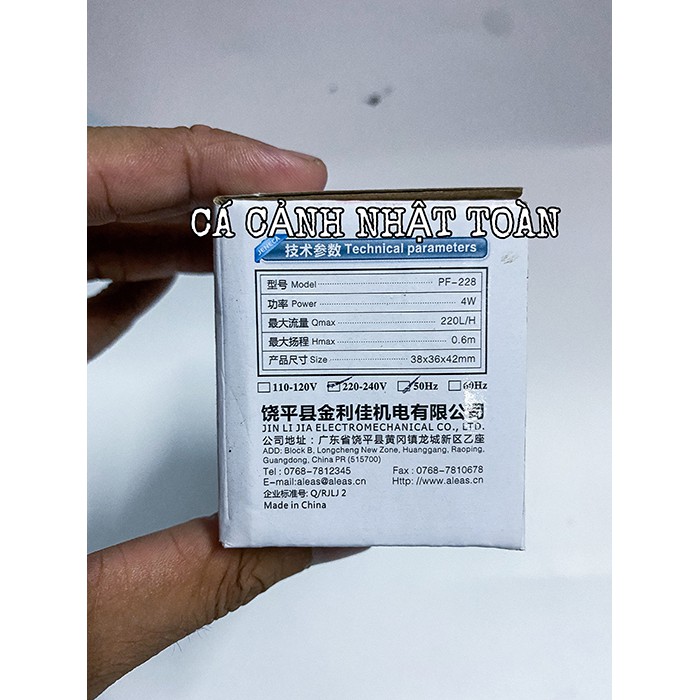 CÁ CẢNH NHẬT TOÀN
JENECA 技术参数 Technical parameters
型号 Model PF-228
功率 Power 4W
最大流量 Qmax 220L/H
最大扬程 Hmax 0.6m
产品尺寸 Size 38x36x42mm
110-120V 220-240V 50Hz 60Hz
饶平县金利佳机电有限公司
JIN LI JIA ELECTROMECHANICAL CO., LTD.
公司地址：广东省饶平县黄冈镇龙城新区乙座
ADD: Block B, Longcheng New Zone, Huanggang, Raoping,
Guangdong, China PR (515700)
Tel : 0768-7812345 Fax : 0768-7810678
E-mail:aleas@aleas.cn Http: //www.aleas.cn
企业标准号: Q/RJLJ 2
Made in China